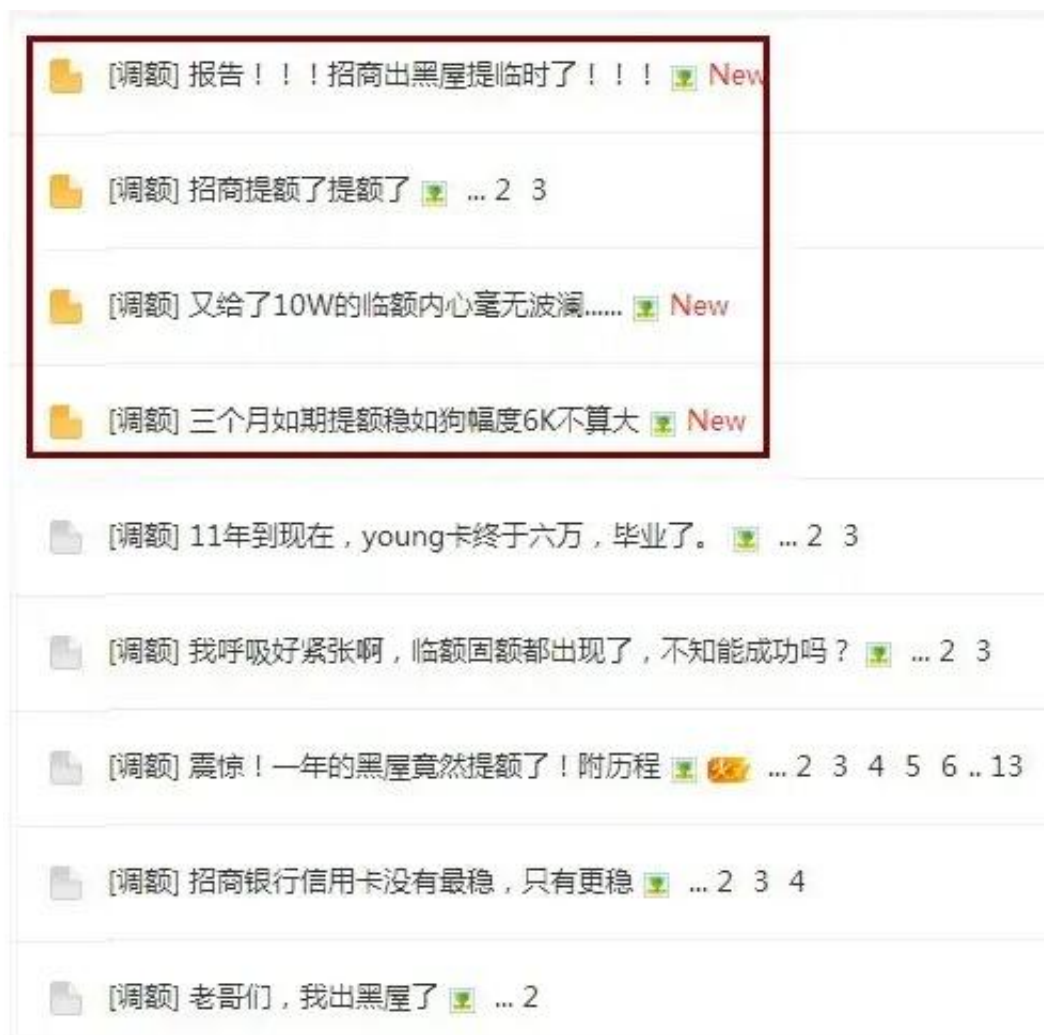 [调额] 报告！！！招商出黑屋提临时了！！！ New
[调额] 招商提额了提额了 ... 2 3
[调额] 又给了10W的临额内心毫无波澜...... New
[调额] 三个月如期提额稳如狗幅度6K不算大 New
[调额] 11年到现在，young卡终于六万，毕业了。 ... 2 3
[调额] 我呼吸好紧张啊，临额固额都出现了，不知能成功吗？ ... 2 3
[调额] 震惊！一年的黑屋竟然提额了！附历程 火 ... 2 3 4 5 6 .. 13
[调额] 招商银行信用卡没有最稳，只有更稳 ... 2 3 4
[调额] 老哥们，我出黑屋了 ... 2